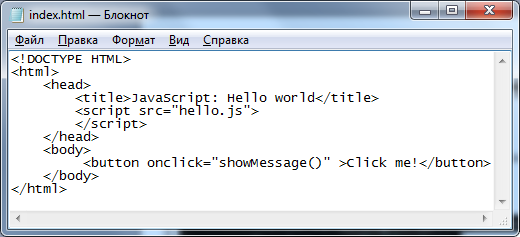 index.html — Блокнот
Файл Правка Формат Вид Справка
<!DOCTYPE HTML>
<html>
    <head>
        <title>JavaScript: Hello world</title>
        <script src="hello.js">
        </script>
    </head>
    <body>
         <button onclick="showMessage()" >Click me!</button>
    </body>
</html>